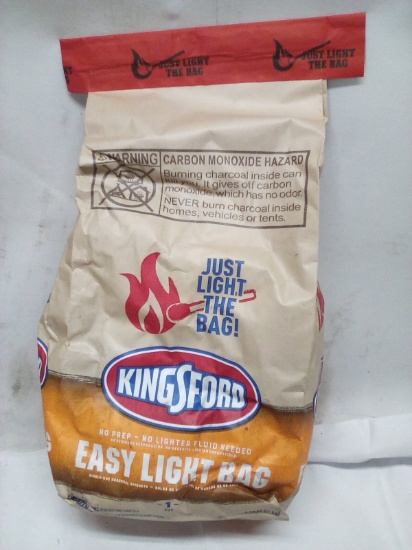 JUST LIGHT
THE BAG
JUST LIGHT
THE BAG
WARNING
CARBON MONOXIDE HAZARD
Burning charcoal inside can
kill you. It gives off carbon
monoxide, which has no odor.
NEVER burn charcoal inside
homes, vehicles or tents.
JUST
LIGHT
THE
BAG!
KINGSFORD
NO PREP - NO LIGHTER FLUID NEEDED
EASY LIGHT BAG
1